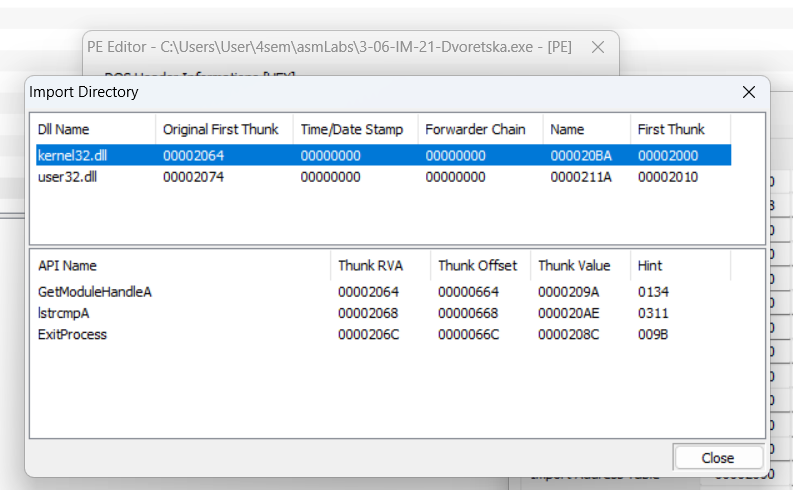 PE Editor - C:\Users\User\4sem\asmLabs\3-06-IM-21-Dvoretska.exe - [PE]
Import Directory
Dll Name Original First Thunk Time/Date Stamp Forwarder Chain Name First Thunk
kernel32.dll 00002064 00000000 00000000 000020BA 00002000
user32.dll 00002074 00000000 00000000 0000211A 00002010
API Name Thunk RVA Thunk Offset Thunk Value Hint
GetModuleHandleA 00002064 00000664 0000209A 0134
lstrcmpA 00002068 00000668 000020AE 0311
ExitProcess 0000206C 0000066C 0000208C 009B
Close